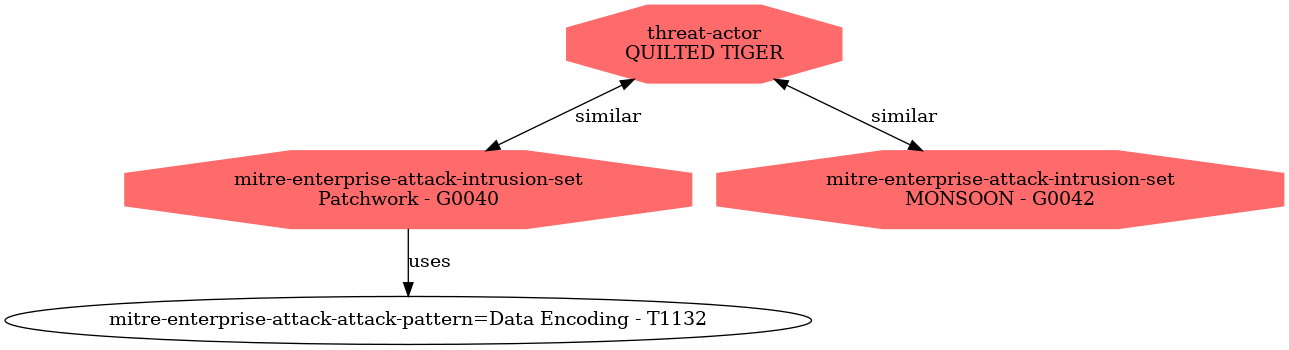 threat-actor
QUILTED TIGER
similar
similar
mitre-enterprise-attack-intrusion-set
Patchwork - G0040
mitre-enterprise-attack-intrusion-set
MONSOON - G0042
uses
mitre-enterprise-attack-attack-pattern=Data Encoding - T1132